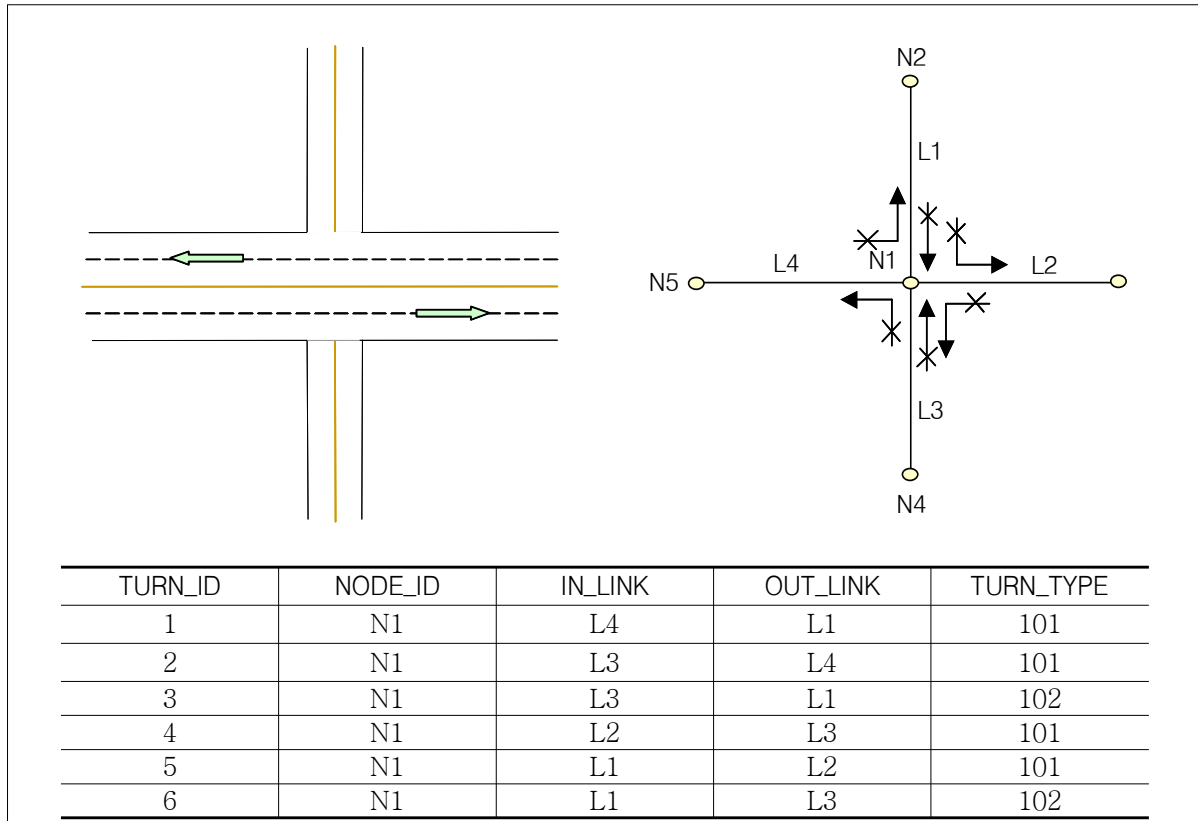 N2
L1
N1
N5
L4
L2
L3
N4
TURN_ID NODE_ID IN_LINK OUT_LINK TURN_TYPE
1 N1 L4 L1 101
2 N1 L3 L4 101
3 N1 L3 L1 102
4 N1 L2 L3 101
5 N1 L1 L2 101
6 N1 L1 L3 102